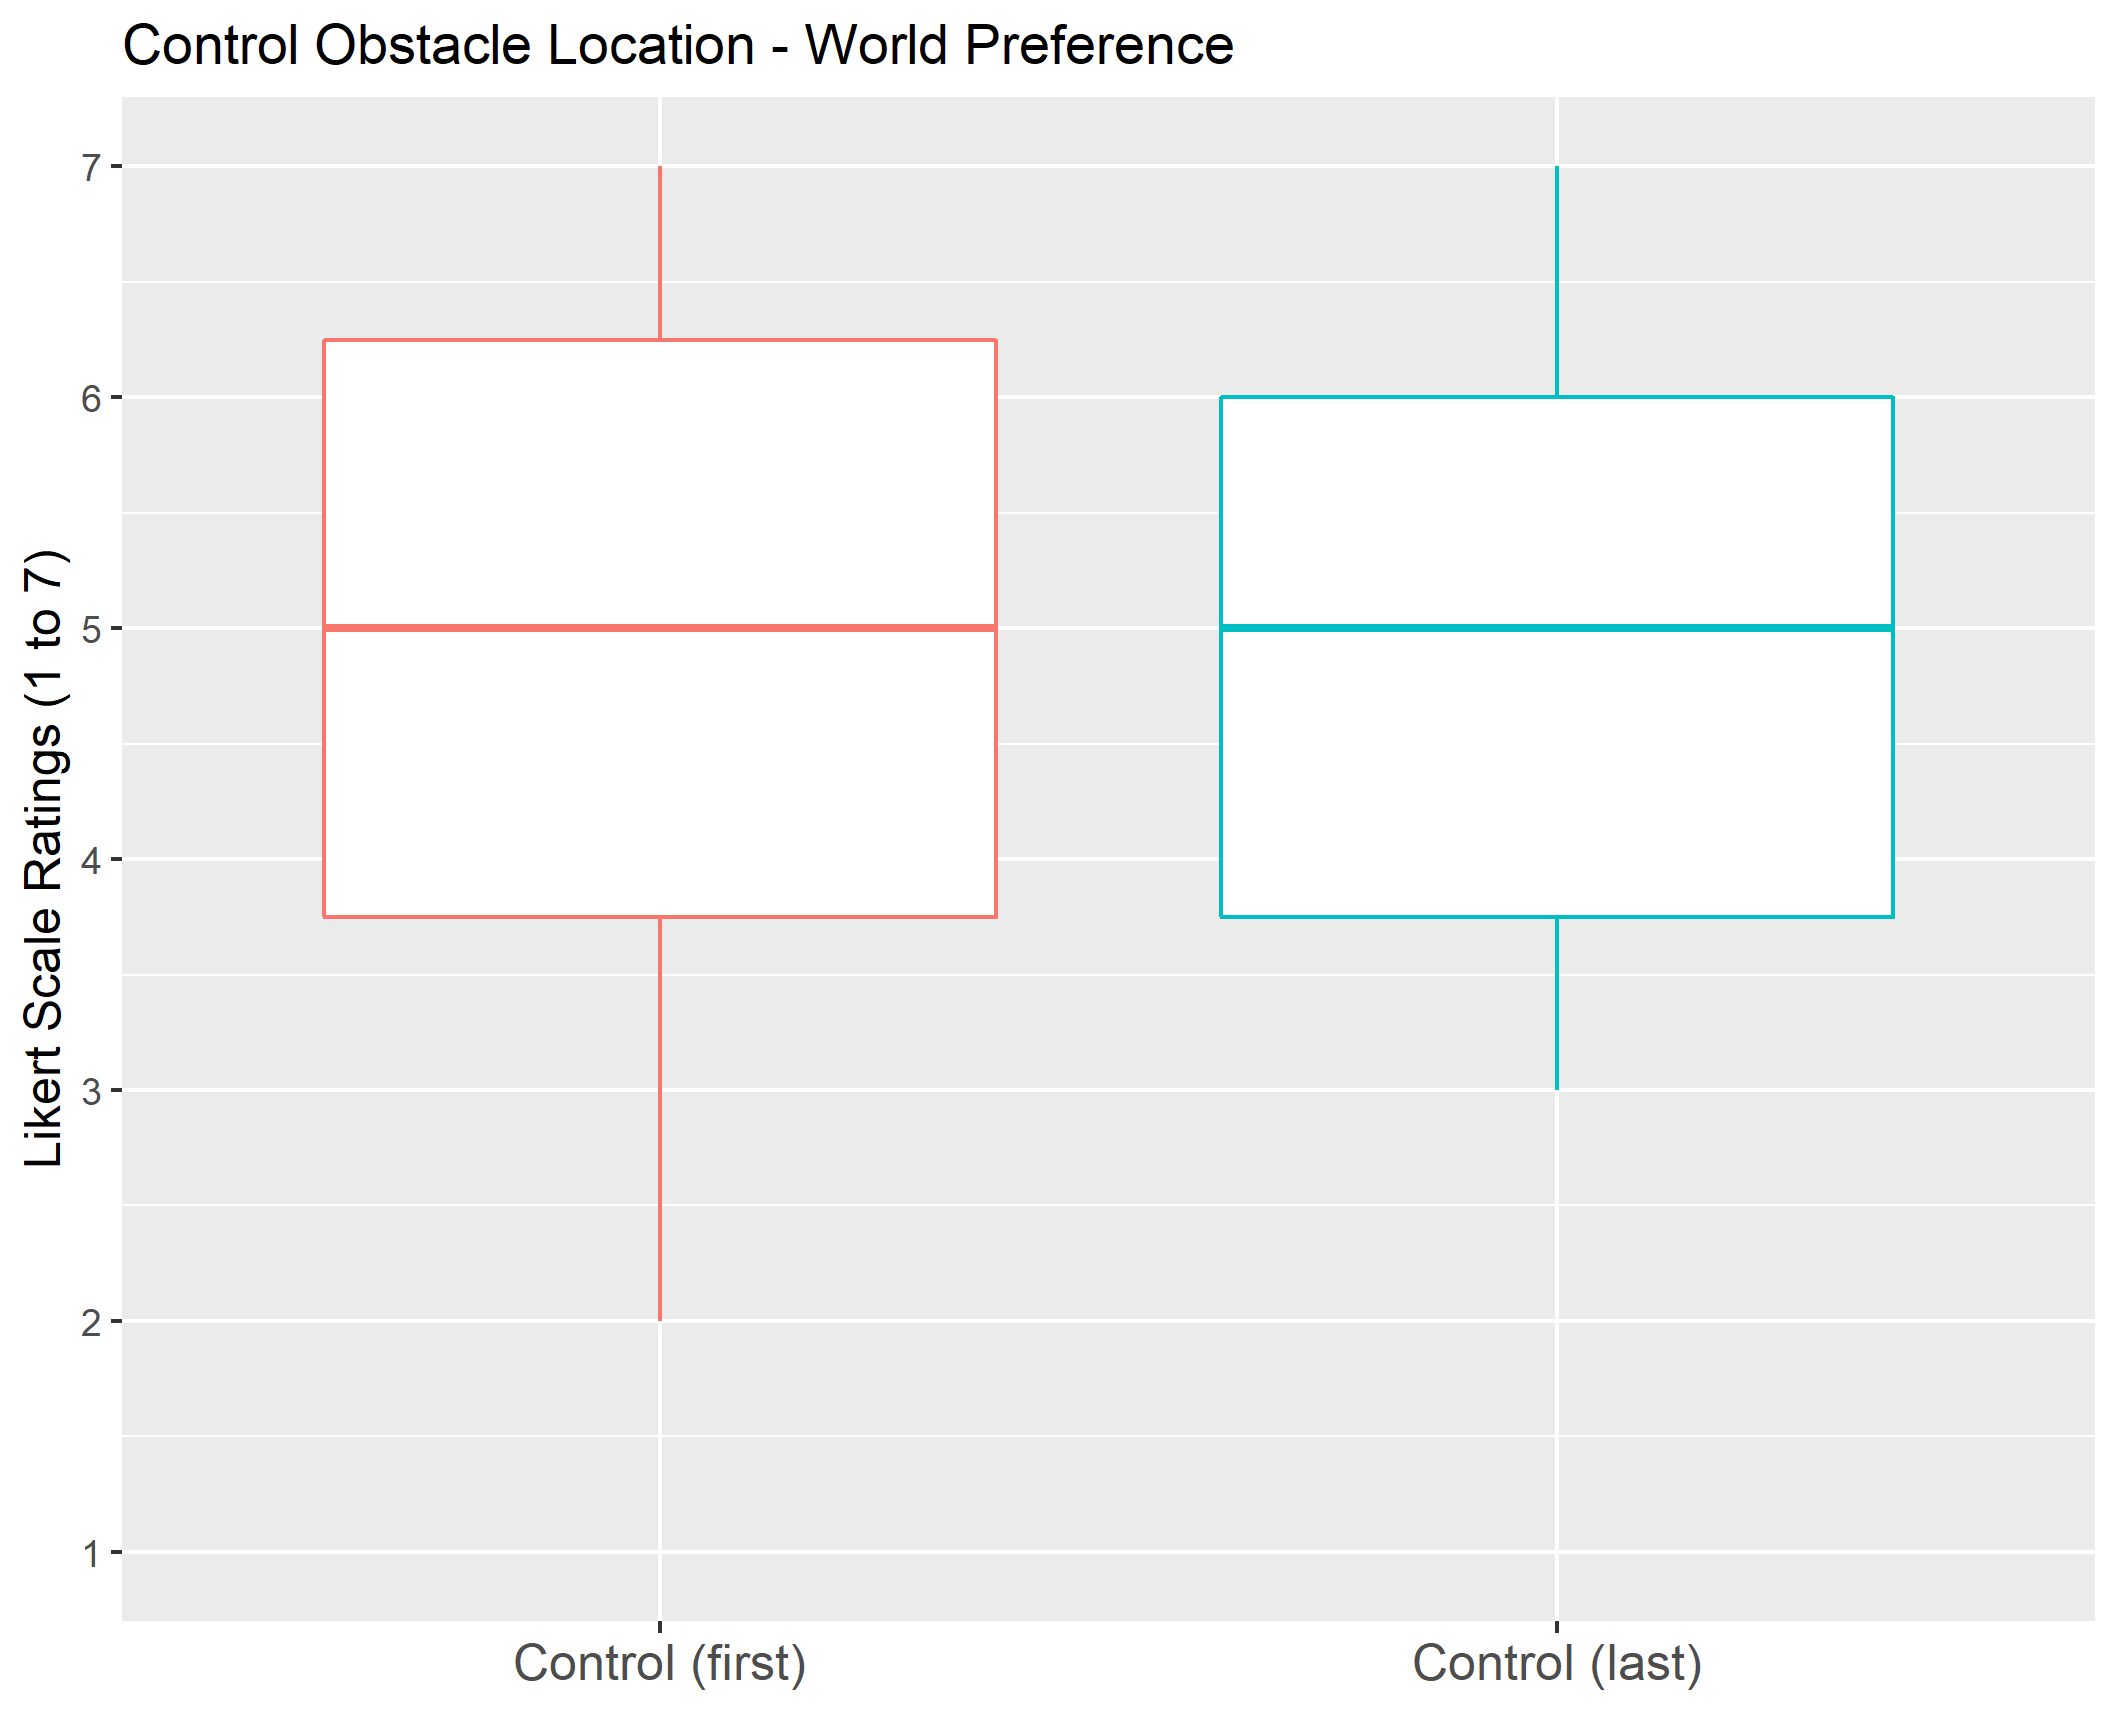 Control Obstacle Location - World Preference
Likert Scale Ratings (1 to 7)
7
6
5
4
3
2
1
Control (first)
Control (last)